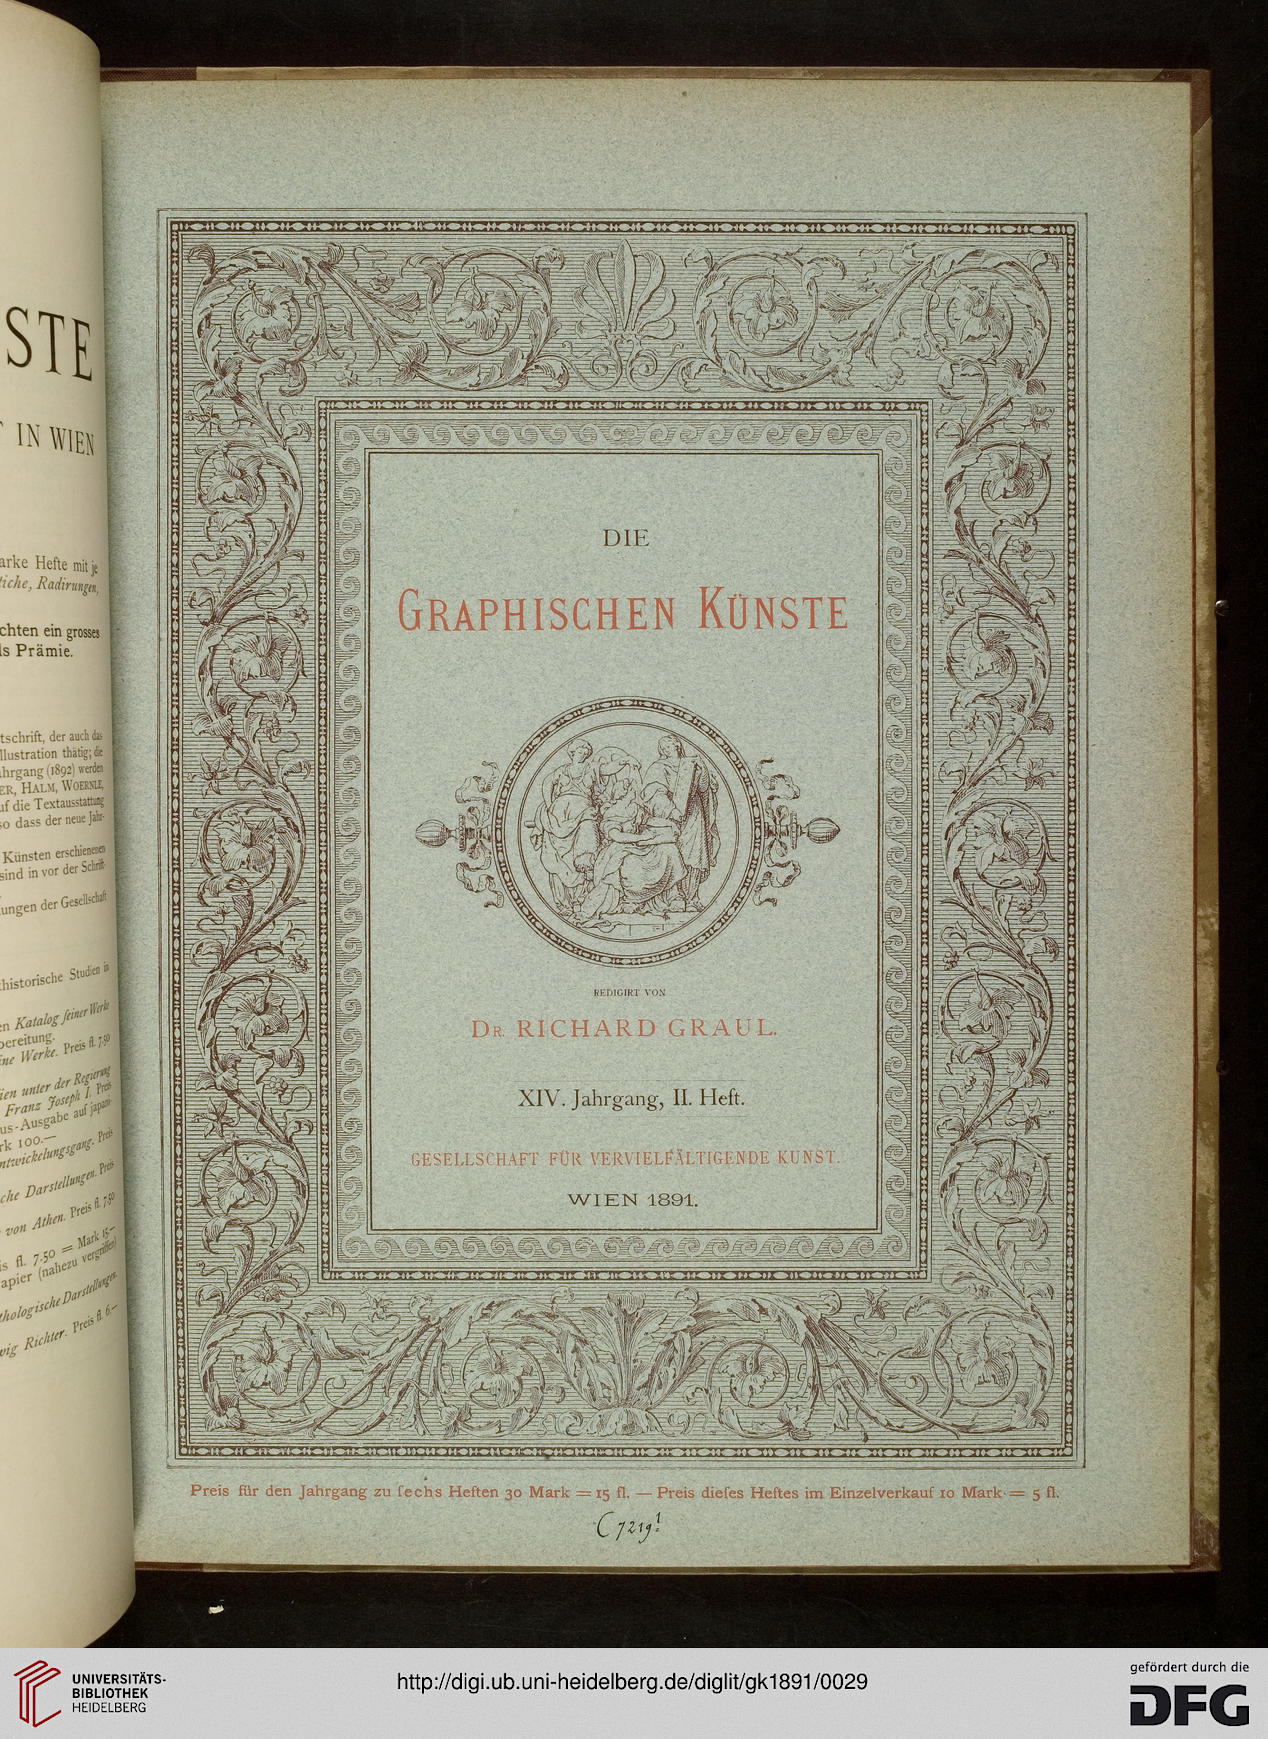 STE
IN WIEN
arke Hefte mit je
tiche, Radirungen,
chten ein grosses
ls Prämie.
tschrift, der auch das
llustration thätig; die
ahrgang (1892) werden
ER, HALM, WOERNLE,
uf die Textausstattung
so dass der neue Jahr-
Künsten erschienenen
sind in vor der Schrift
ungen der Gesellschaft
thistorische Studien in
en Katalog ſeiner Werke
bereitung.
ine Werke. Preis fl. 7.50
ien unter der Regierung
Franz Joseph I. Preis
us-Ausgabe auf japan-
rk 100.—
ntwickelungsgang. Preis
che Darstellungen. Preis
von Athen. Preis fl. 7.50
is fl. 7.50 = Mark 15.—
apier (nahezu vergriffen)
thologische Darstellungen.
vig Richter. Preis fl. 6.—
DIE
GRAPHISCHEN KÜNSTE
REDIGIRT VON
DR. RICHARD GRAUL.
XIV. Jahrgang, II. Heft.
GESELLSCHAFT FÜR VERVIELFÄLTIGENDE KUNST.
WIEN 1891.
Preis für den Jahrgang zu ſechs Heften 30 Mark = 15 fl. — Preis dieſes Heftes im Einzelverkauf 10 Mark = 5 fl.
C 7219
UNIVERSITÄTS-
BIBLIOTHEK
HEIDELBERG
http://digi.ub.uni-heidelberg.de/diglit/gk1891/0029
gefördert durch die
DFG